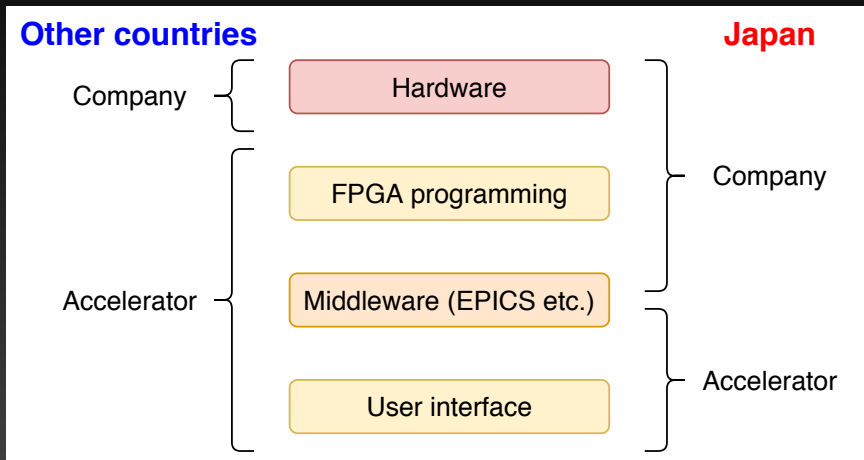 Other countries
Japan
Company
Hardware
FPGA programming
Company
Accelerator
Middleware (EPICS etc.)
User interface
Accelerator